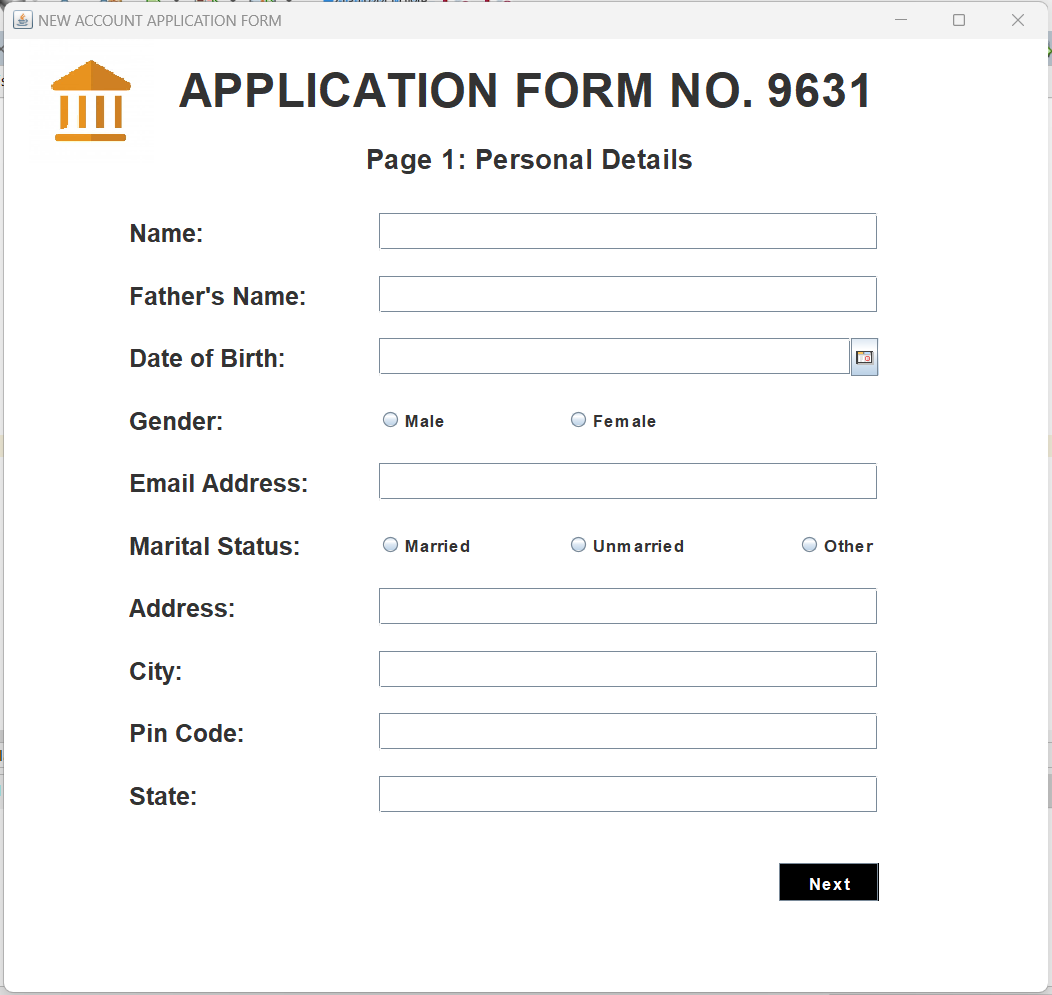 NEW ACCOUNT APPLICATION FORM
APPLICATION FORM NO. 9631
Page 1: Personal Details
Name:
Father's Name:
Date of Birth:
Gender: Male Female
Email Address:
Marital Status: Married Unmarried Other
Address:
City:
Pin Code:
State:
Next